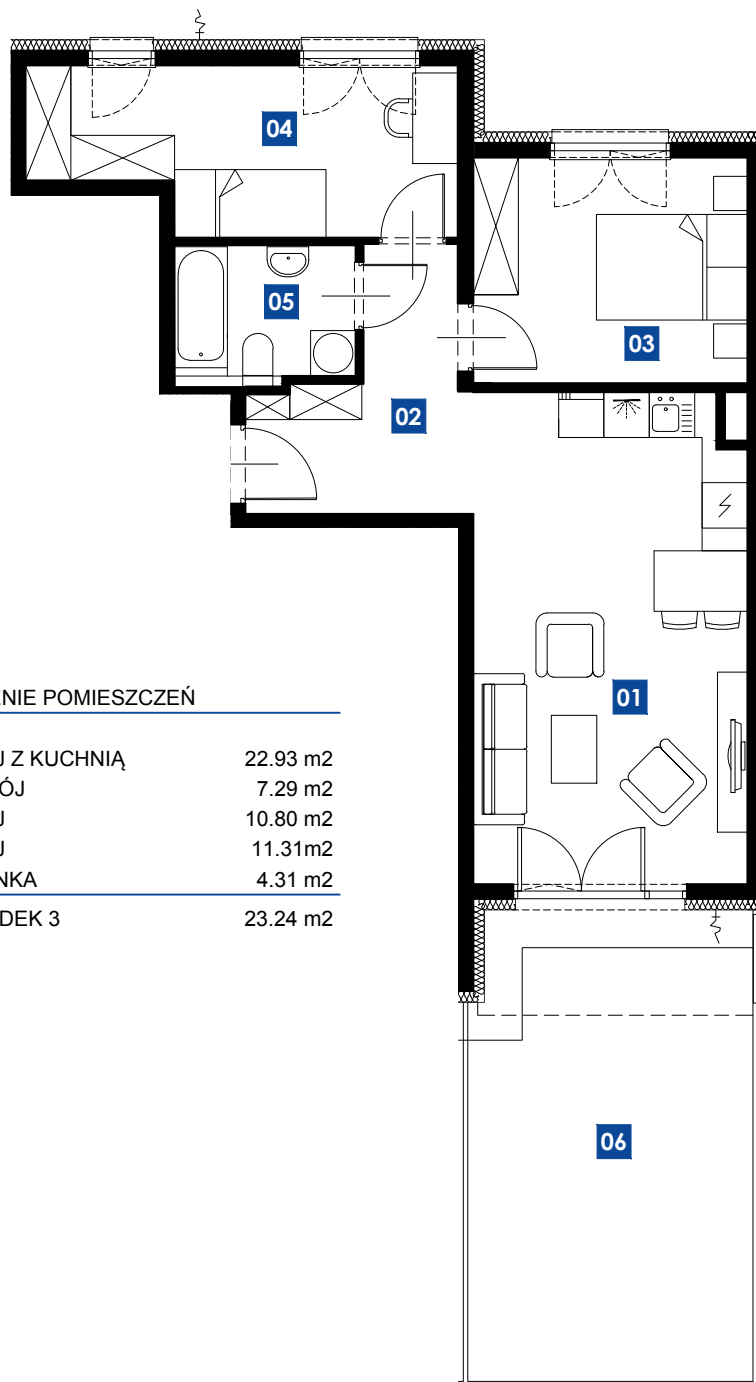 04
05
03
02
01
06
ENIE POMIESZCZEŃ
J Z KUCHNIĄ 22.93 m2
ÓJ 7.29 m2
J 10.80 m2
J 11.31m2
NKA 4.31 m2
DEK 3 23.24 m2